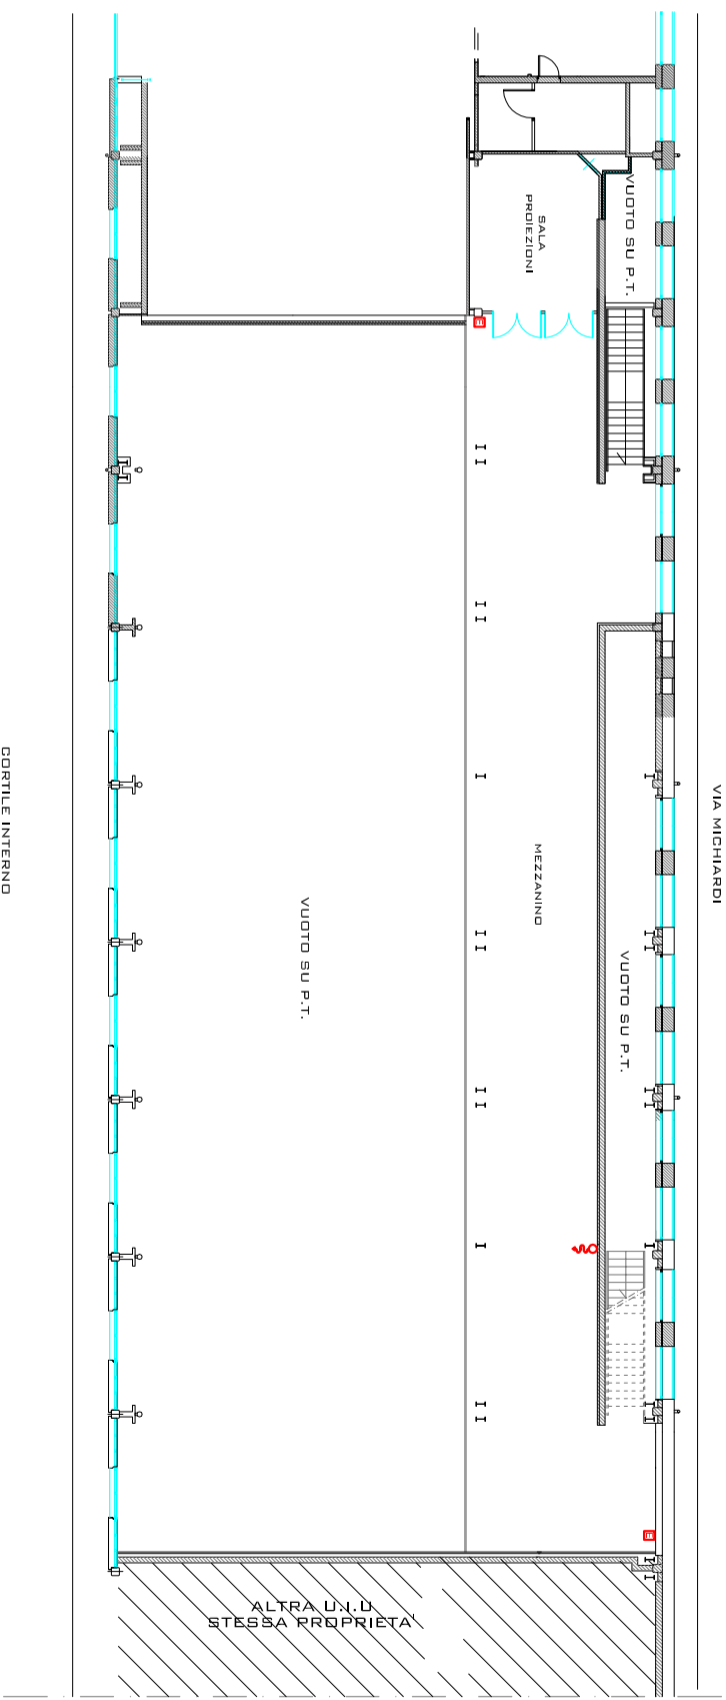 VUOTO SU P.T.
SALA
PROIEZIONI
VIA MICHIARDI
CORTILE INTERNO
MEZZANINO
VUOTO SU P.T.
VUOTO SU P.T.
ALTRA U.I.U
STESSA PROPRIETA'